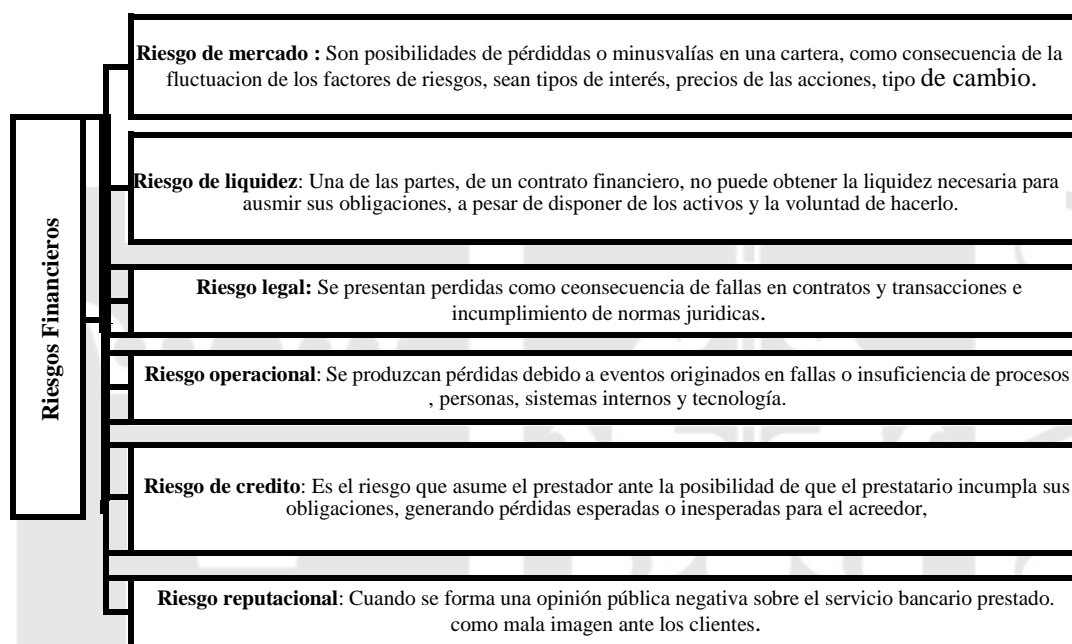 Riesgos Financieros
Riesgo de mercado : Son posibilidades de pérdiddas o minusvalías en una cartera, como consecuencia de la
fluctuacion de los factores de riesgos, sean tipos de interés, precios de las acciones, tipo de cambio.
Riesgo de liquidez: Una de las partes, de un contrato financiero, no puede obtener la liquidez necesaria para
ausmir sus obligaciones, a pesar de disponer de los activos y la voluntad de hacerlo.
Riesgo legal: Se presentan perdidas como ceonsecuencia de fallas en contratos y transacciones e
incumplimiento de normas juridicas.
Riesgo operacional: Se produzcan pérdidas debido a eventos originados en fallas o insuficiencia de procesos
, personas, sistemas internos y tecnología.
Riesgo de credito: Es el riesgo que asume el prestador ante la posibilidad de que el prestatario incumpla sus
obligaciones, generando pérdidas esperadas o inesperadas para el acreedor,
Riesgo reputacional: Cuando se forma una opinión pública negativa sobre el servicio bancario prestado.
como mala imagen ante los clientes.